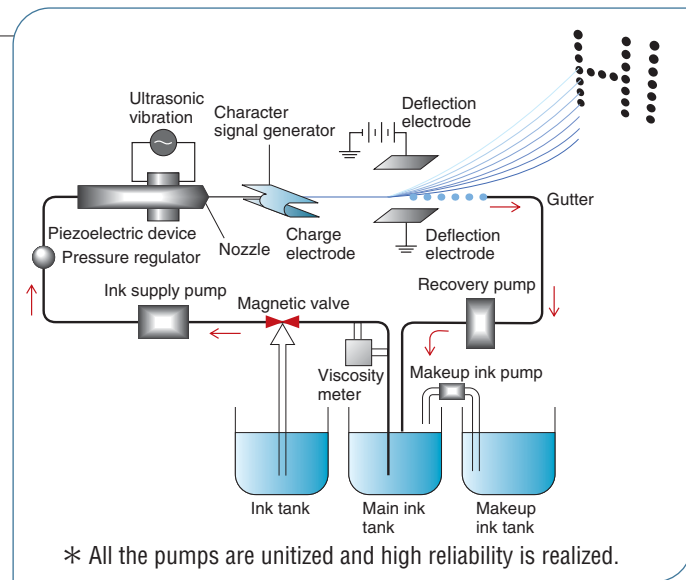 HI
Ultrasonic
vibration
Character
signal generator
Deflection
electrode
Gutter
Piezoelectric device
Nozzle
Charge
electrode
Deflection
electrode
Pressure regulator
Ink supply pump
Magnetic valve
Recovery pump
Viscosity
meter
Makeup ink pump
Ink tank
Main ink
tank
Makeup
ink tank
* All the pumps are unitized and high reliability is realized.